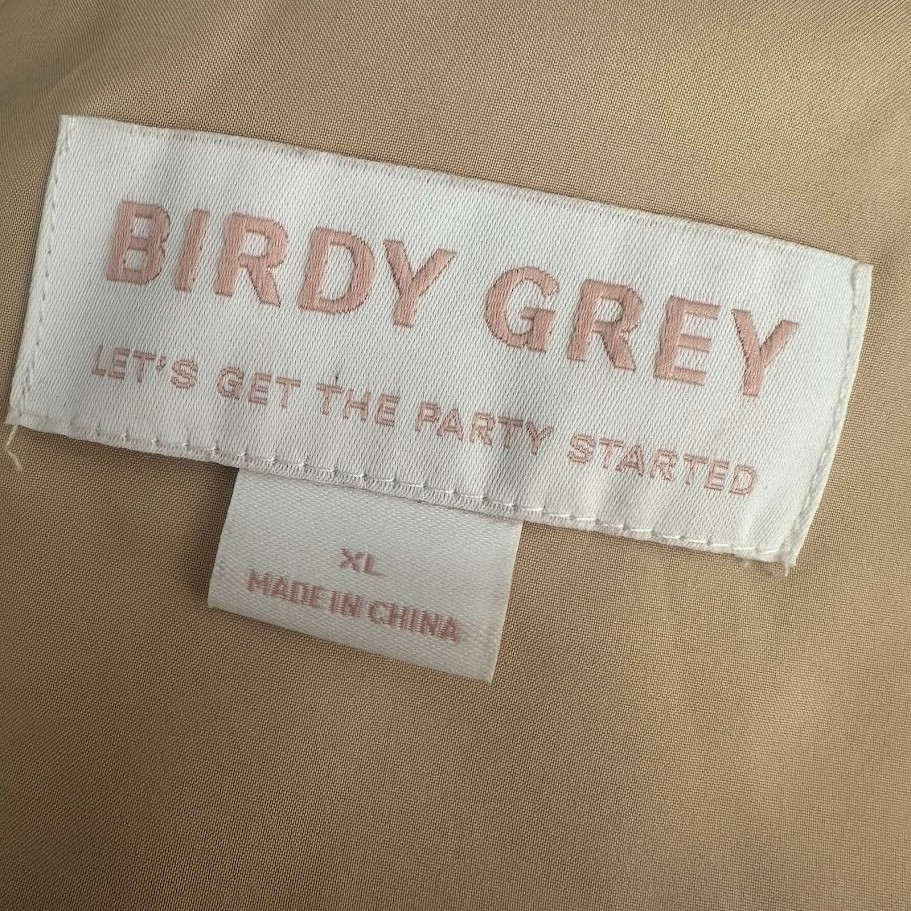 BIRDY GREY
LET'S GET THE PARTY STARTED
XL
MADE IN CHINA